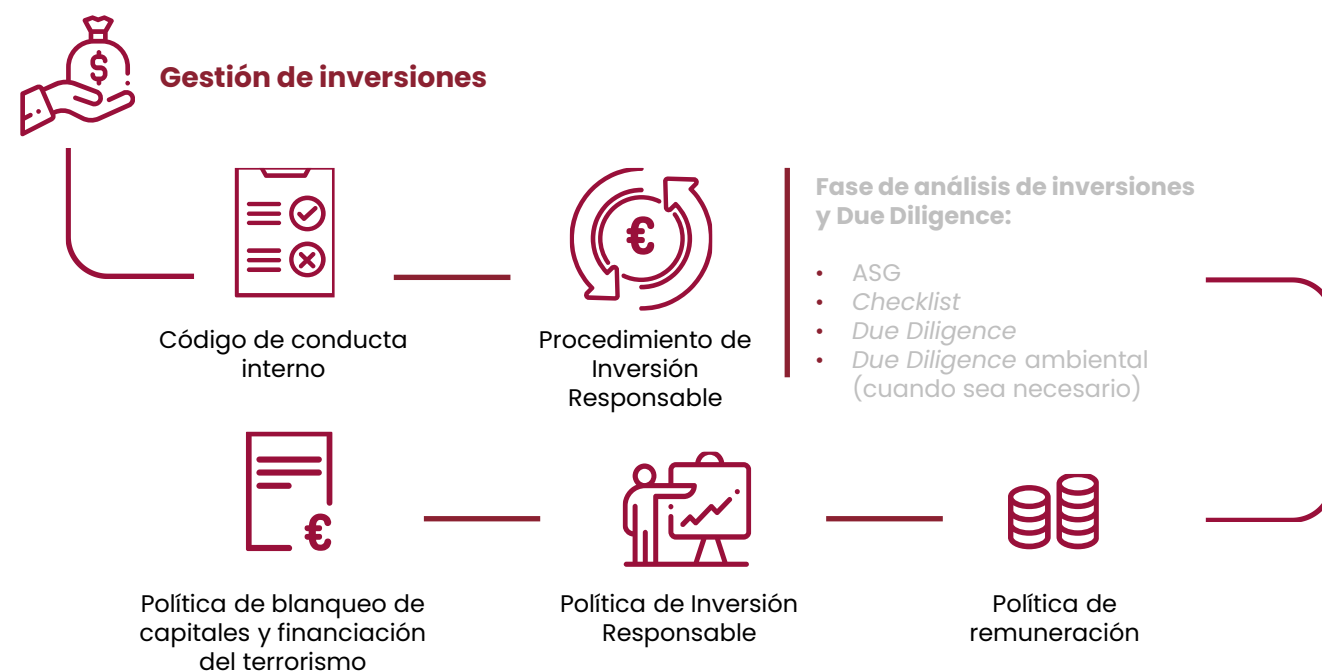 Gestión de inversiones
Código de conducta
interno
Procedimiento de
Inversión
Responsable
Fase de análisis de inversiones
y Due Diligence:
• ASG
• Checklist
• Due Diligence
• Due Diligence ambiental
(cuando sea necesario)
Política de blanqueo de
capitales y financiación
del terrorismo
Política de Inversión
Responsable
Política de
remuneración